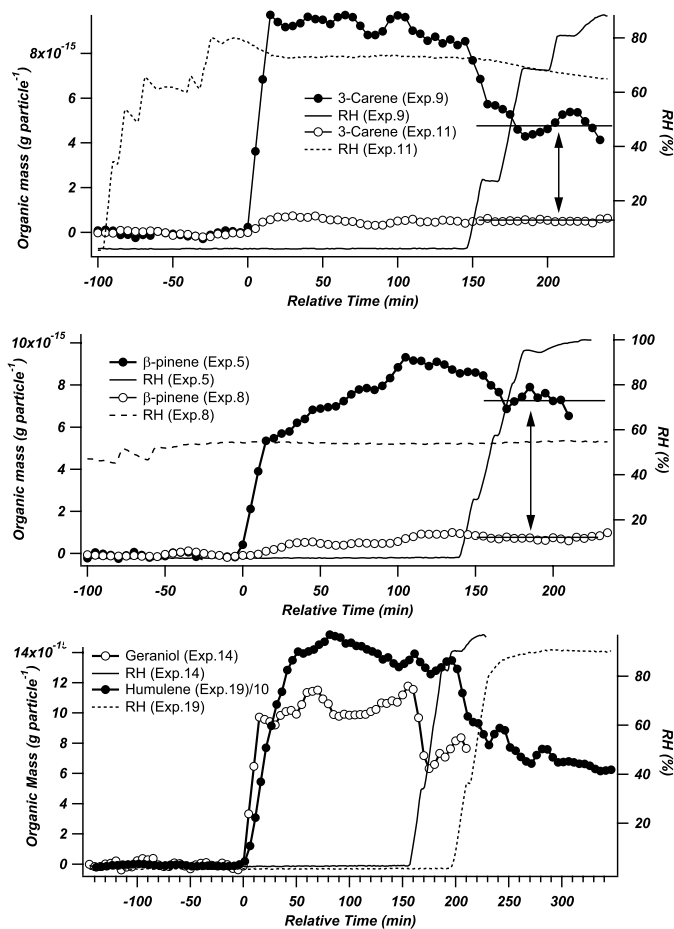 8x10-15
6
4
2
0
80
60
40
20
Organic mass (g particle-1)
RH (%)
3-Carene (Exp.9)
RH (Exp.9)
3-Carene (Exp.11)
RH (Exp.11)
-100 -50 0 50 100 150 200
Relative Time (min)
10x10-15
8
6
4
2
0
100
80
60
40
20
Organic mass (g particle-1)
RH (%)
β-pinene (Exp.5)
RH (Exp.5)
β-pinene (Exp.8)
RH (Exp.8)
-100 -50 0 50 100 150 200
Relative Time (min)
12
10
8
6
4
2
0
80
60
40
20
Organic Mass (g particle-1)
RH (%)
Geraniol (Exp.14)
RH (Exp.14)
Humulene (Exp.19)/10
RH (Exp.19)
-100 -50 0 50 100 150 200 250 300
Relative Time (min)